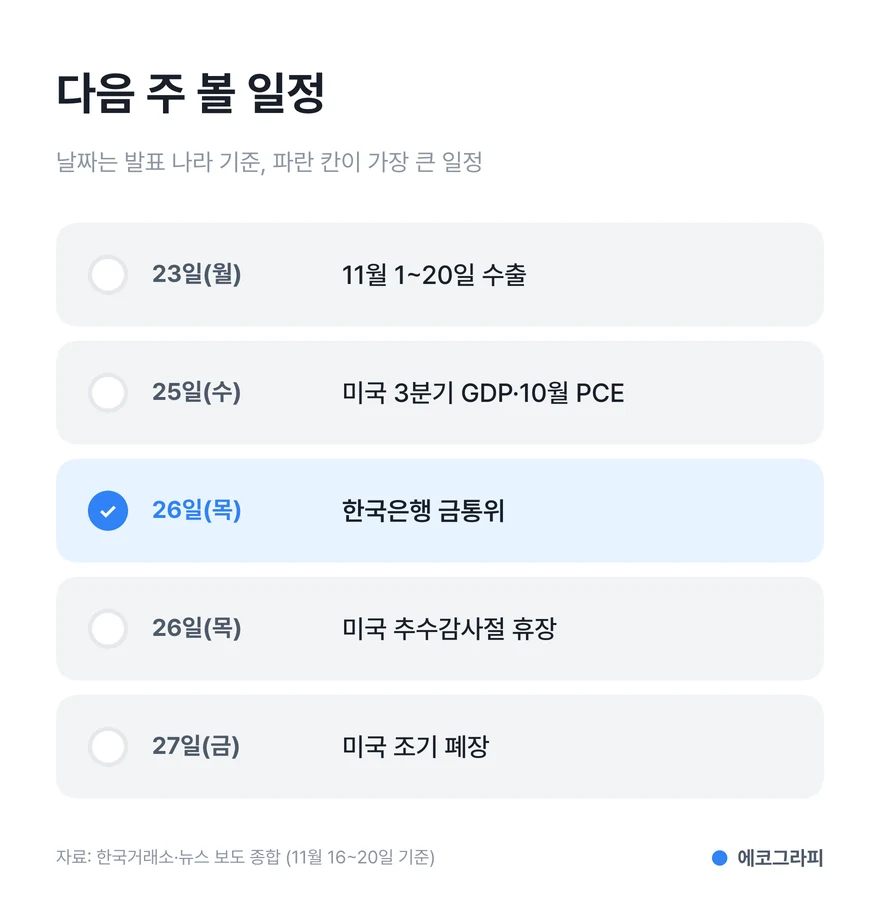 다음 주 볼 일정
날짜는 발표 나라 기준, 파란 칸이 가장 큰 일정
23일(월) 11월 1~20일 수출
25일(수) 미국 3분기 GDP·10월 PCE
26일(목) 한국은행 금통위
26일(목) 미국 추수감사절 휴장
27일(금) 미국 조기 폐장
자료: 한국거래소·뉴스 보도 종합 (11월 16~20일 기준)
에코그라피